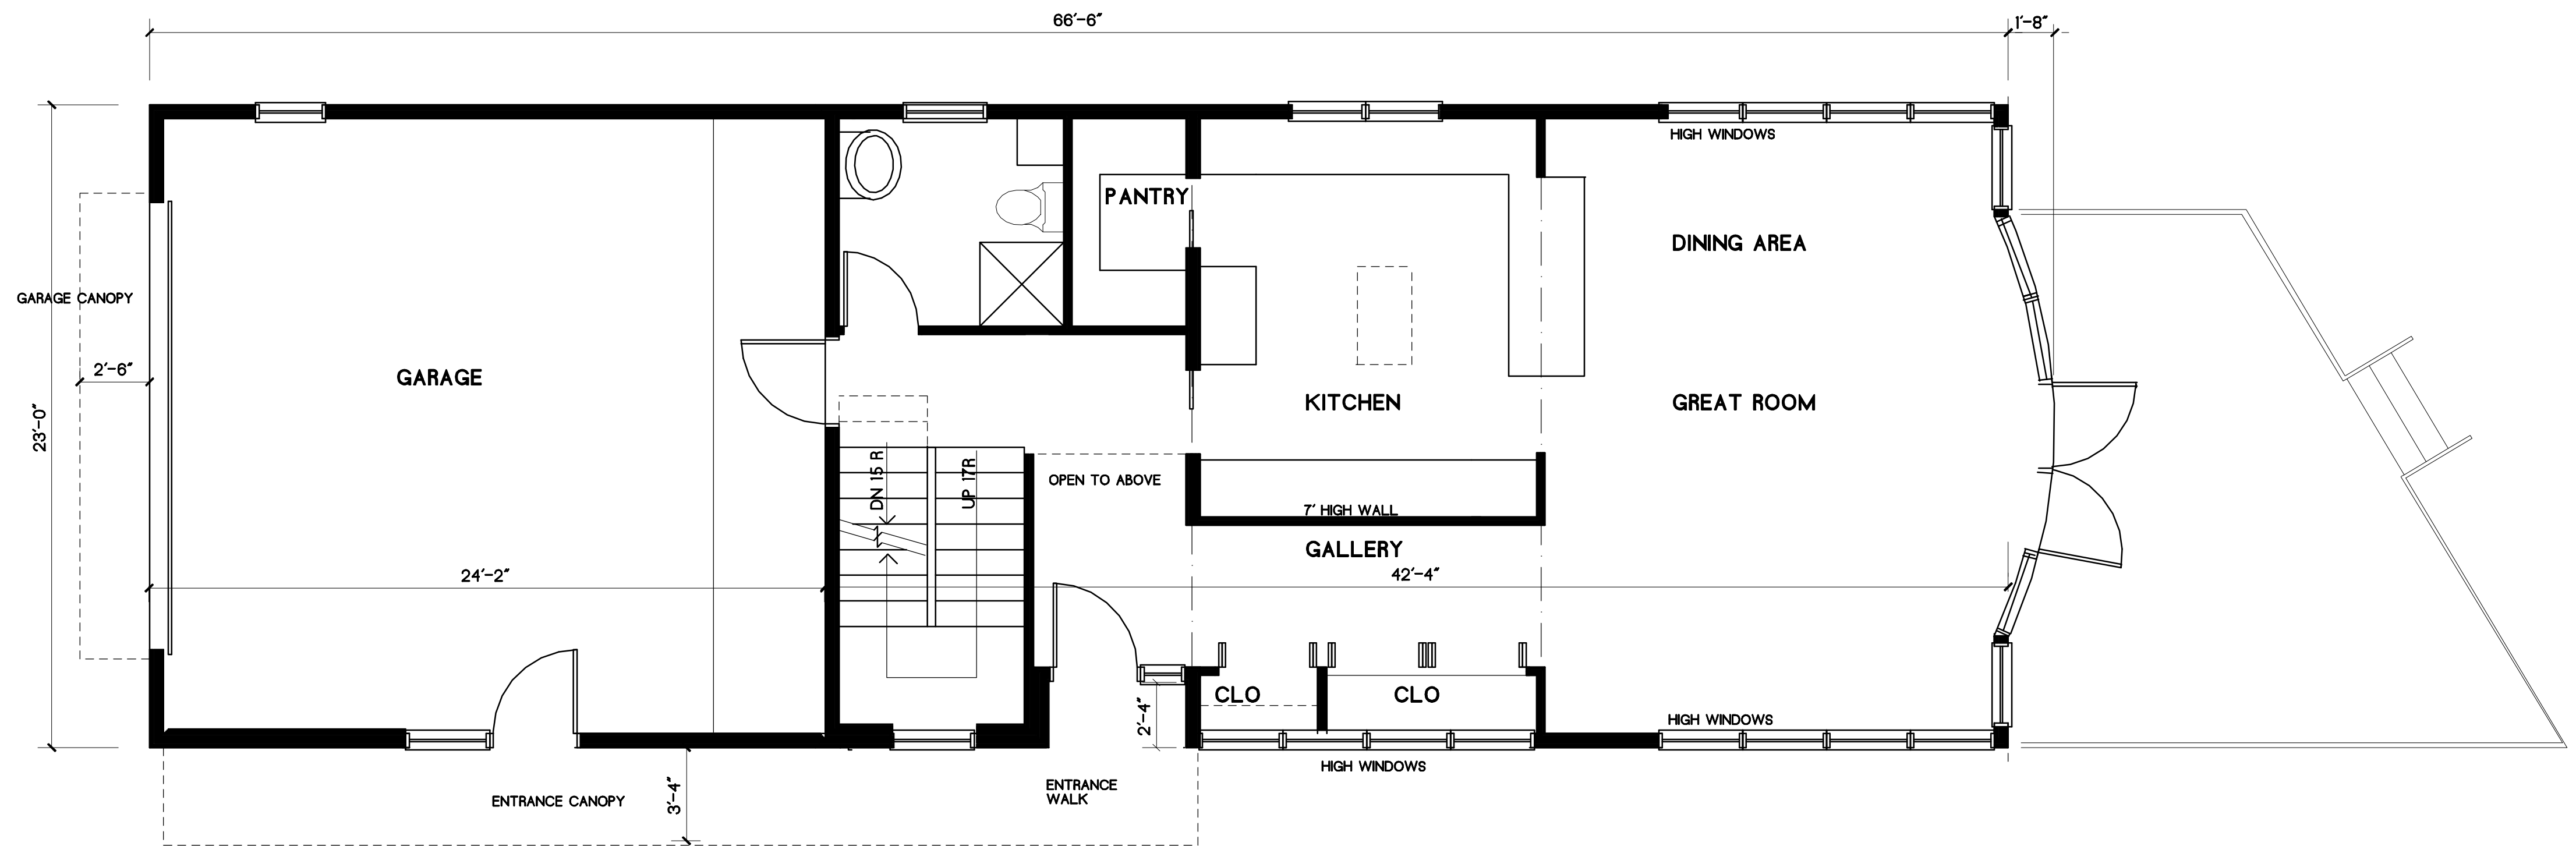 66'-6"
1'-8"
HIGH WINDOWS
PANTRY
DINING AREA
GARAGE CANOPY
2'-6"
GARAGE
23'-0"
KITCHEN
GREAT ROOM
DN 15 R
UP 17R
OPEN TO ABOVE
7' HIGH WALL
GALLERY
24'-2"
42'-4"
CLO
CLO
2'-4"
HIGH WINDOWS
HIGH WINDOWS
ENTRANCE CANOPY
3'-4"
ENTRANCE
WALK